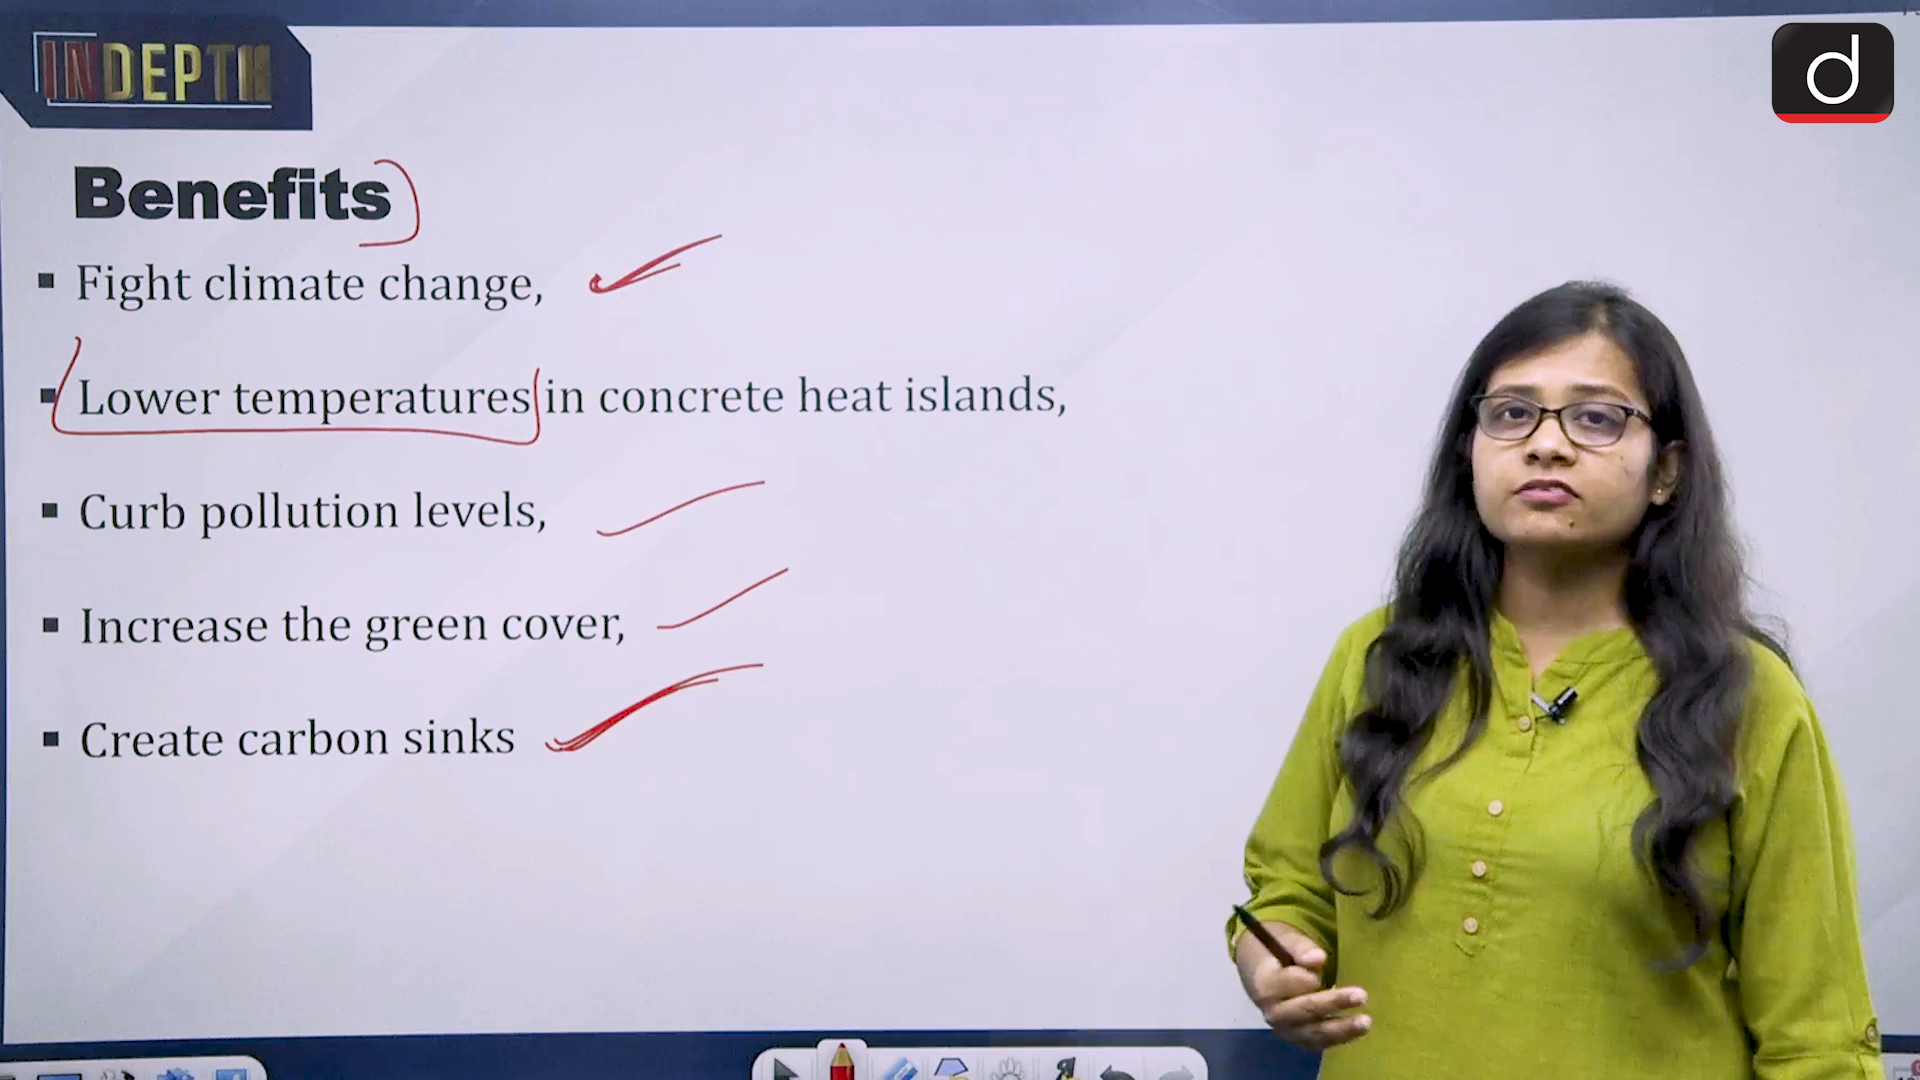 INDEPTH
d
Benefits
Fight climate change,
Lower temperatures in concrete heat islands,
Curb pollution levels,
Increase the green cover,
Create carbon sinks